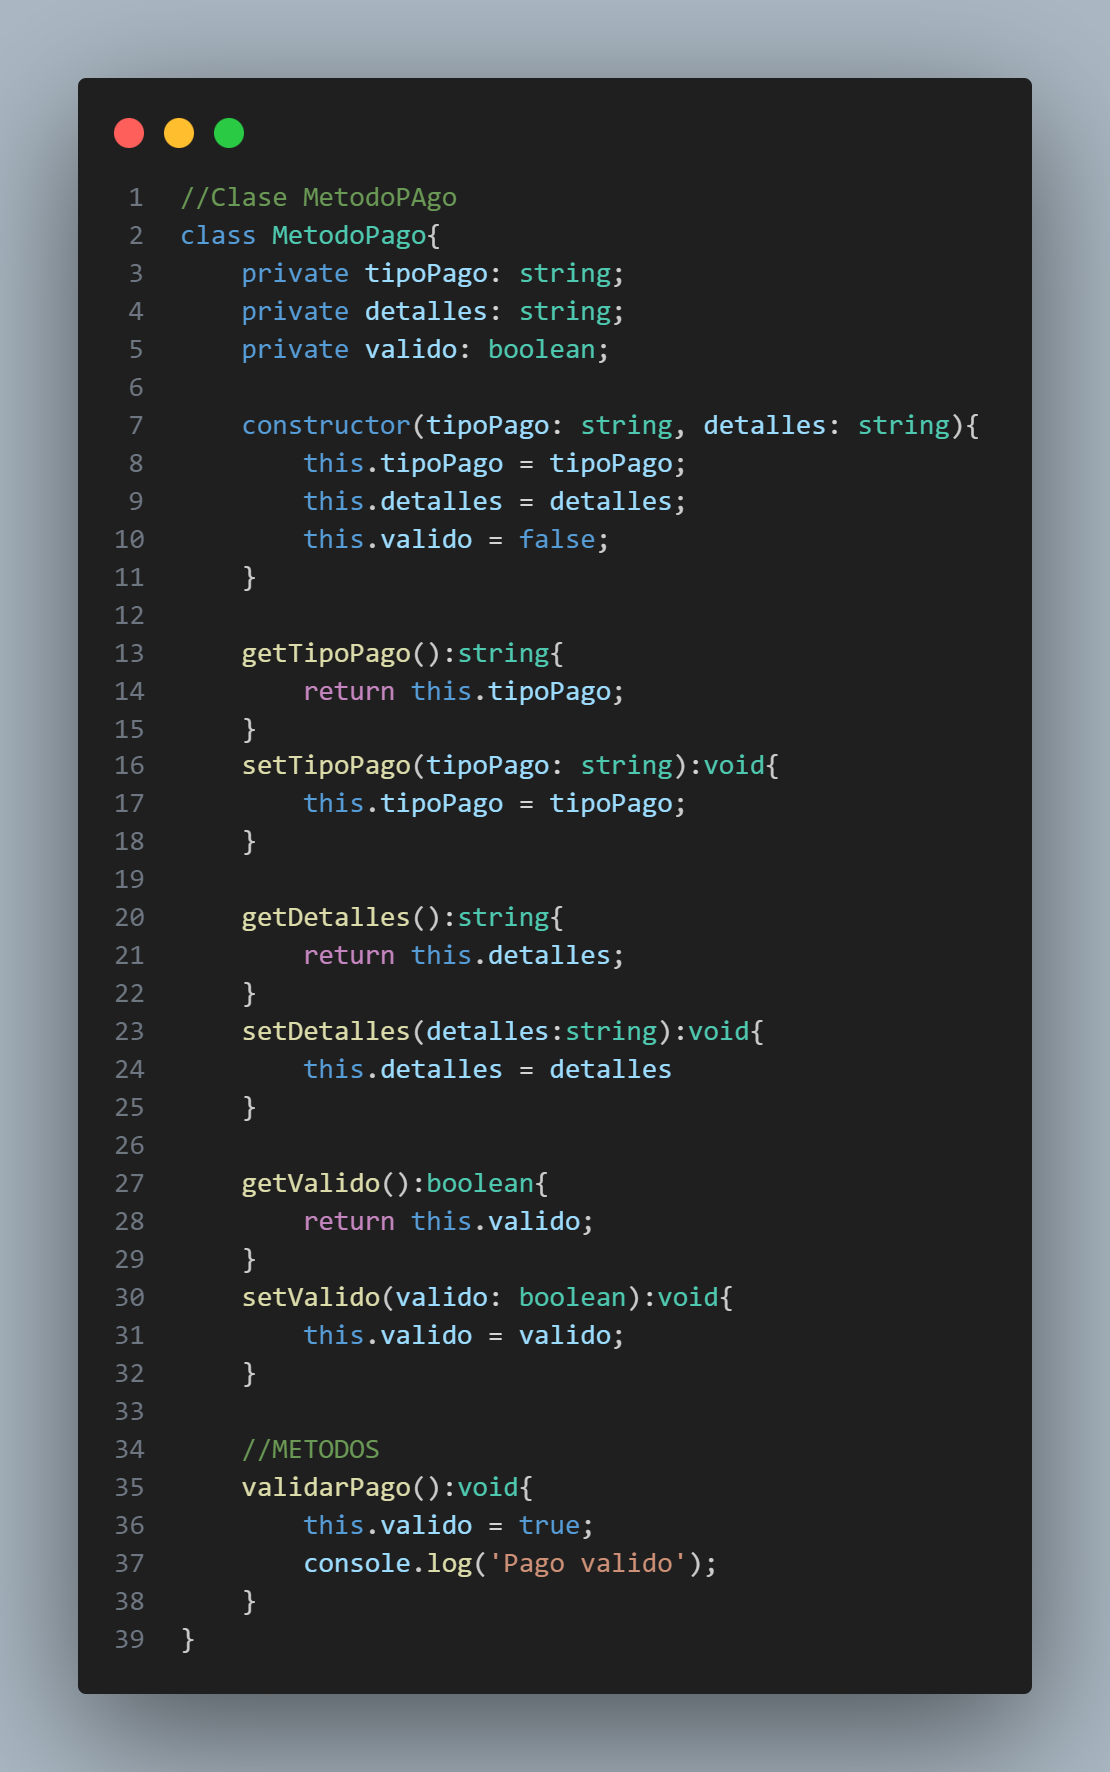 1 //Clase MetodoPAgo
2 class MetodoPago{
3     private tipoPago: string;
4     private detalles: string;
5     private valido: boolean;
6
7     constructor(tipoPago: string, detalles: string){
8         this.tipoPago = tipoPago;
9         this.detalles = detalles;
10         this.valido = false;
11     }
12
13     getTipoPago():string{
14         return this.tipoPago;
15     }
16     setTipoPago(tipoPago: string):void{
17         this.tipoPago = tipoPago;
18     }
19
20     getDetalles():string{
21         return this.detalles;
22     }
23     setDetalles(detalles:string):void{
24         this.detalles = detalles
25     }
26
27     getValido():boolean{
28         return this.valido;
29     }
30     setValido(valido: boolean):void{
31         this.valido = valido;
32     }
33
34     //METODOS
35     validarPago():void{
36         this.valido = true;
37         console.log('Pago valido');
38     }
39 }